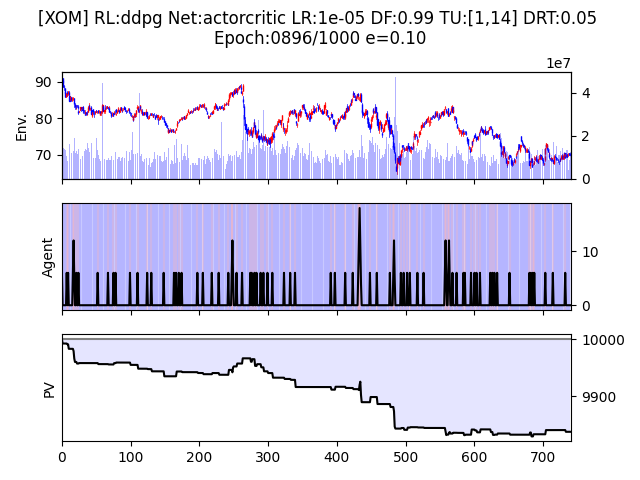 [XOM] RL:ddpg Net:actorcritic LR:1e-05 DF:0.99 TU:[1,14] DRT:0.05
Epoch:0896/1000 e=0.10
1e7
Env.
90
80
70
4
2
0
Agent
10
0
PV
10000
9900
0 100 200 300 400 500 600 700